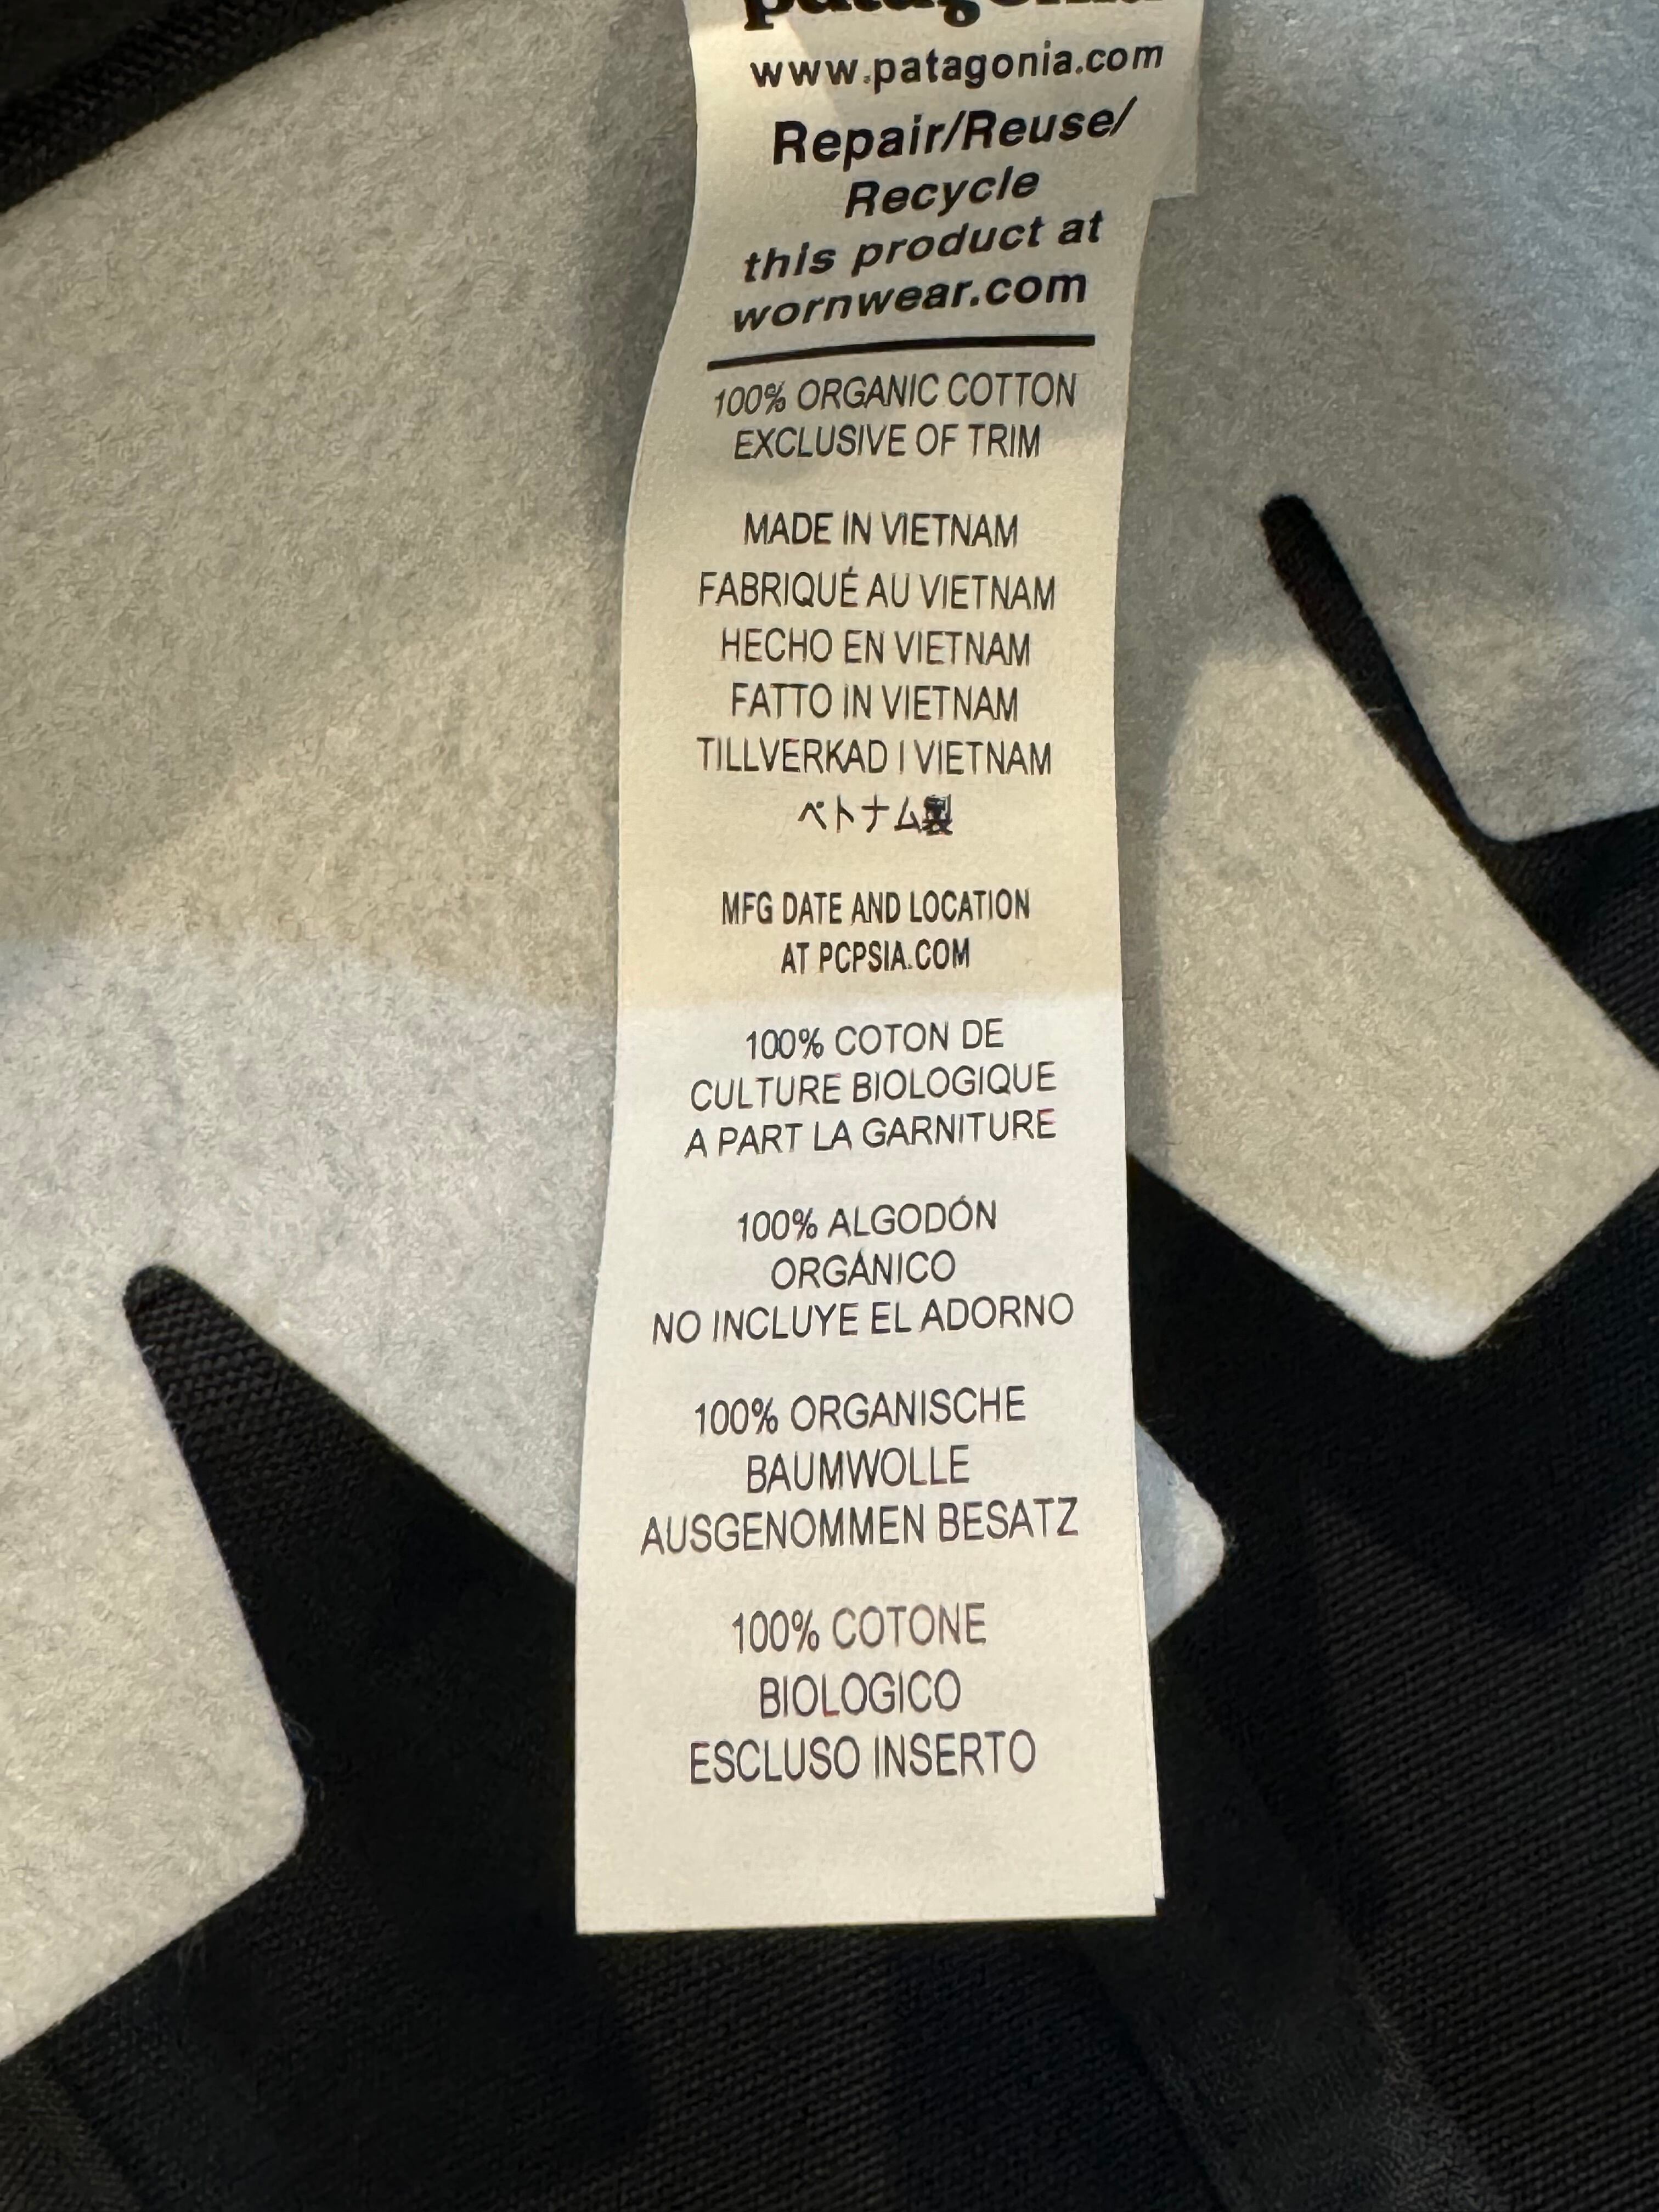 patagonia
www.patagonia.com
Repair/Reuse/
Recycle
this product at
wornwear.com
100% ORGANIC COTTON
EXCLUSIVE OF TRIM
MADE IN VIETNAM
FABRIQUÉ AU VIETNAM
HECHO EN VIETNAM
FATTO IN VIETNAM
TILLVERKAD I VIETNAM
ベトナム製
MFG DATE AND LOCATION
AT PCPSIA.COM
100% COTON DE
CULTURE BIOLOGIQUE
A PART LA GARNITURE
100% ALGODÓN
ORGÁNICO
NO INCLUYE EL ADORNO
100% ORGANISCHE
BAUMWOLLE
AUSGENOMMEN BESATZ
100% COTONE
BIOLOGICO
ESCLUSO INSERTO